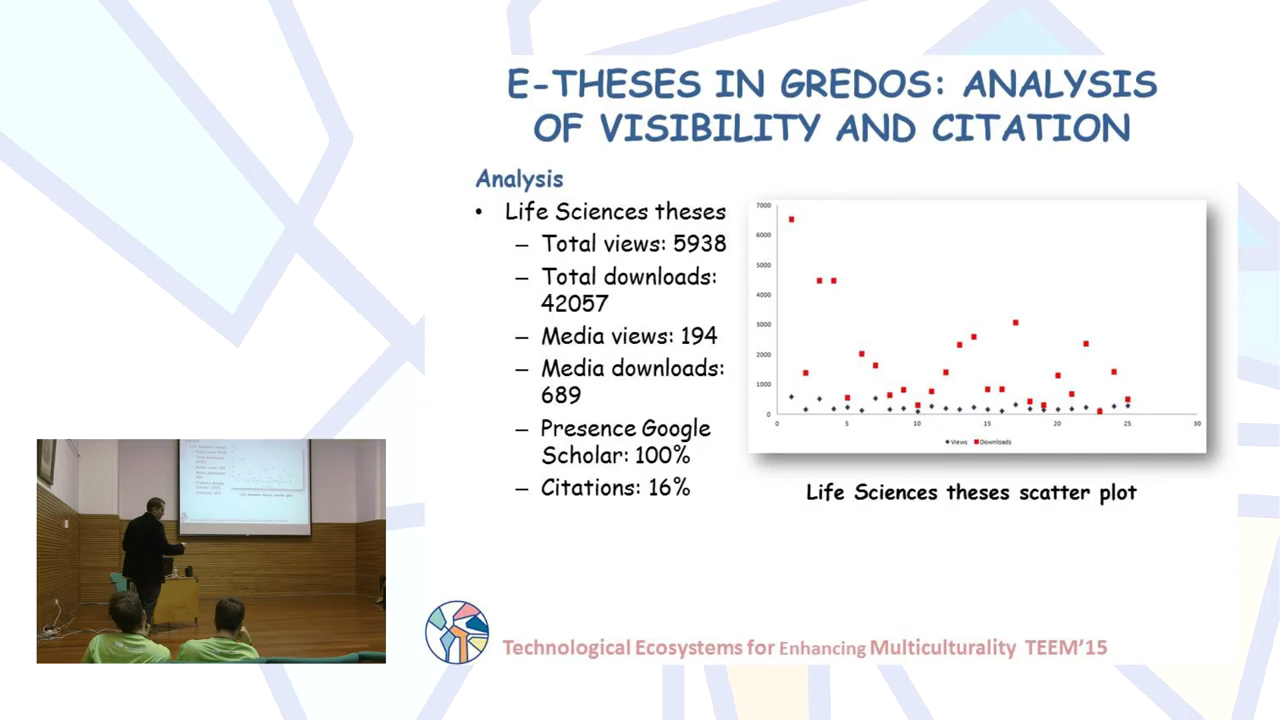 E-THESES IN GREDOS: ANALYSIS
OF VISIBILITY AND CITATION
Analysis
• Life Sciences theses
– Total views: 5938
– Total downloads:
42057
– Media views: 194
– Media downloads:
689
– Presence Google
Scholar: 100%
– Citations: 16%
7000
6000
5000
4000
3000
2000
1000
0
0 5 10 15 20 25 30
Views Downloads
Life Sciences theses scatter plot
Technological Ecosystems for Enhancing Multiculturality TEEM'15